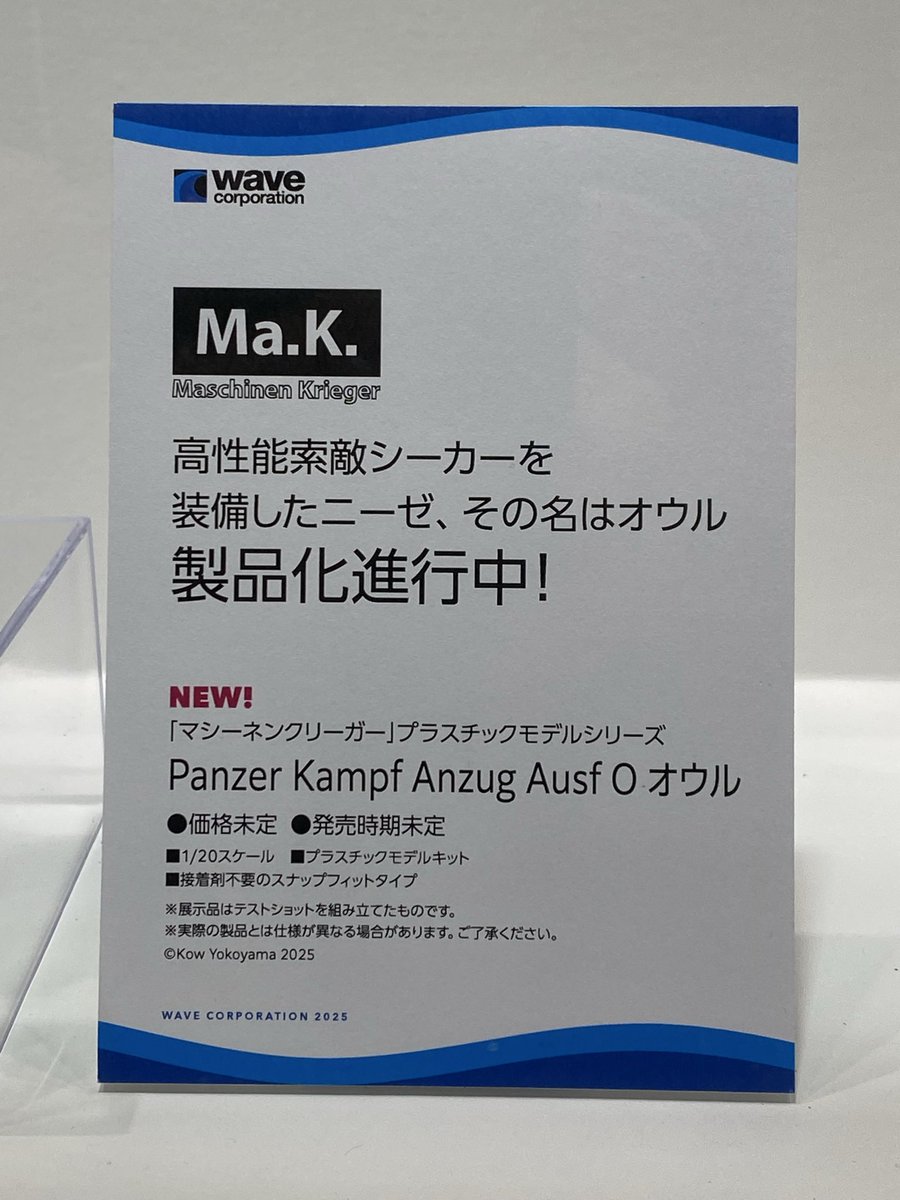 wave
corporation
Ma.K.
Maschinen Krieger
高性能索敵シーカーを
装備したニーゼ、その名はオウル
製品化進行中!
NEW!
「マシーネンクリーガー」プラスチックモデルシリーズ
Panzer Kampf Anzug Ausf O オウル
●価格未定 ●発売時期未定
■1/20スケール ■プラスチックモデルキット
■接着剤不要のスナップフィットタイプ
※展示品はテストショットを組み立てたものです。
※実際の製品とは仕様が異なる場合があります。ご了承ください。
©Kow Yokoyama 2025
WAVE CORPORATION 2025